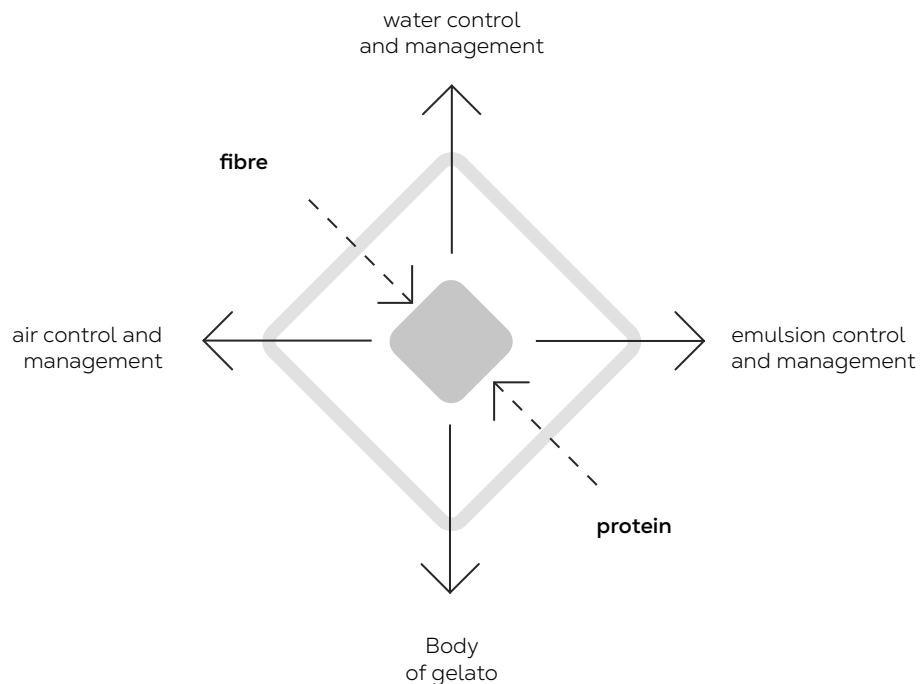 water control
and management
fibre
air control and
management
emulsion control
and management
protein
Body
of gelato